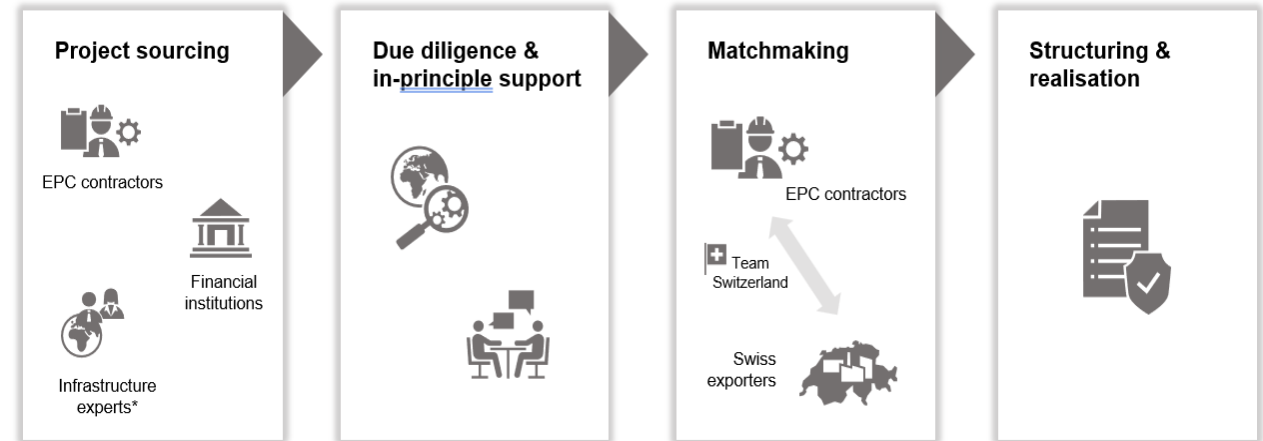 Project sourcing
EPC contractors
Financial
institutions
Infrastructure
experts*
Due diligence &
in-principle support
Matchmaking
EPC contractors
Team
Switzerland
Swiss
exporters
Structuring &
realisation